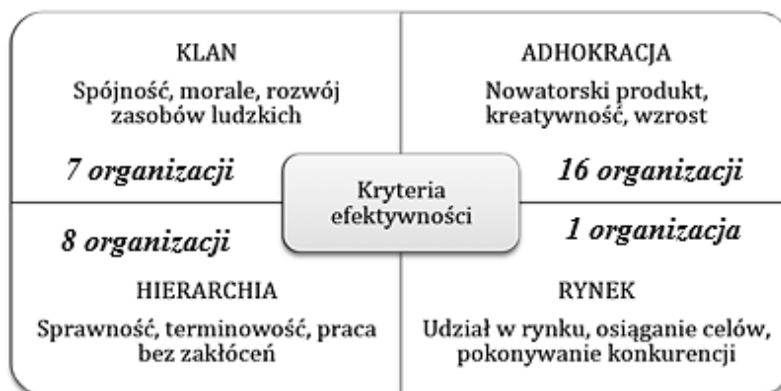 KLAN
Spójność, morale, rozwój
zasobów ludzkich
7 organizacji
ADHOKRACJA
Nowatorski produkt,
kreatywność, wzrost
16 organizacji
Kryteria
efektywności
8 organizacji
HIERARCHIA
Sprawność, terminowość, praca
bez zakłóceń
1 organizacja
RYNEK
Udział w rynku, osiąganie celów,
pokonywanie konkurencji